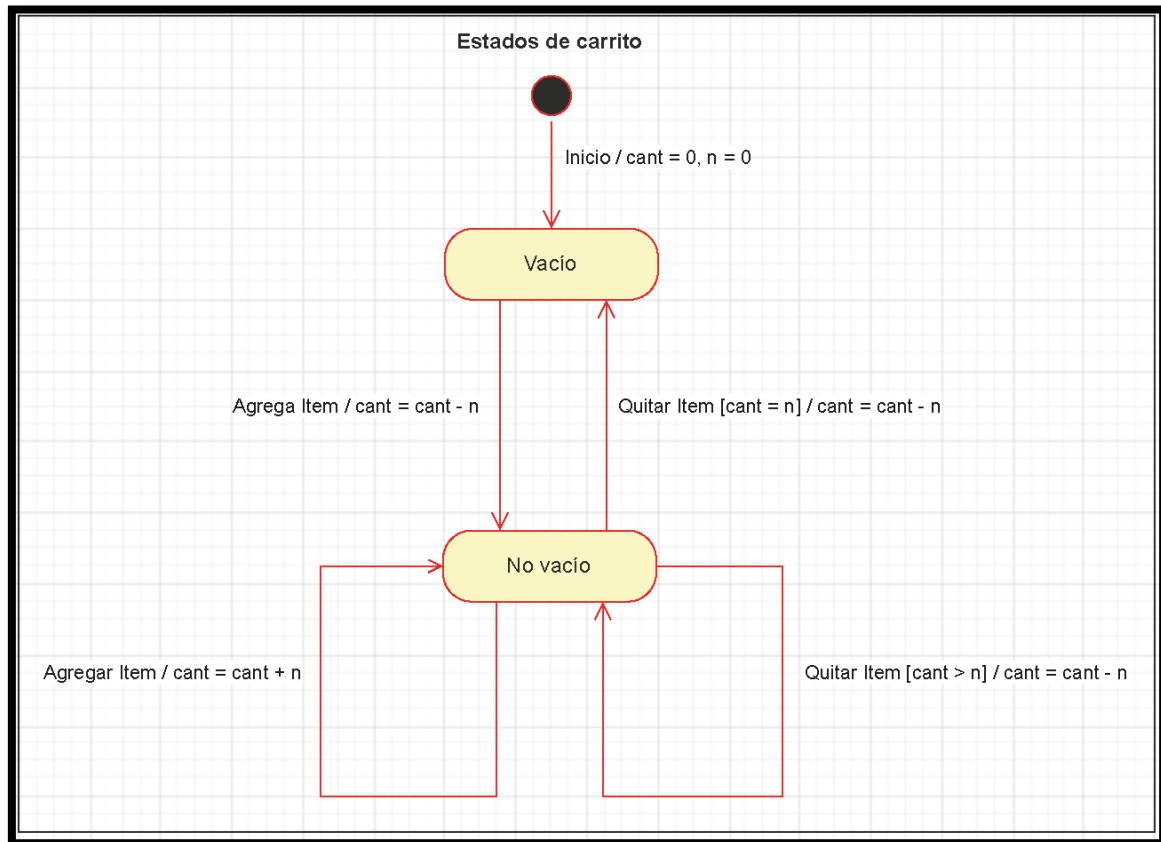 Estados de carrito
Inicio / cant = 0, n = 0
Vacío
Agrega Item / cant = cant - n
Quitar Item [cant = n] / cant = cant - n
No vacío
Agregar Item / cant = cant + n
Quitar Item [cant > n] / cant = cant - n